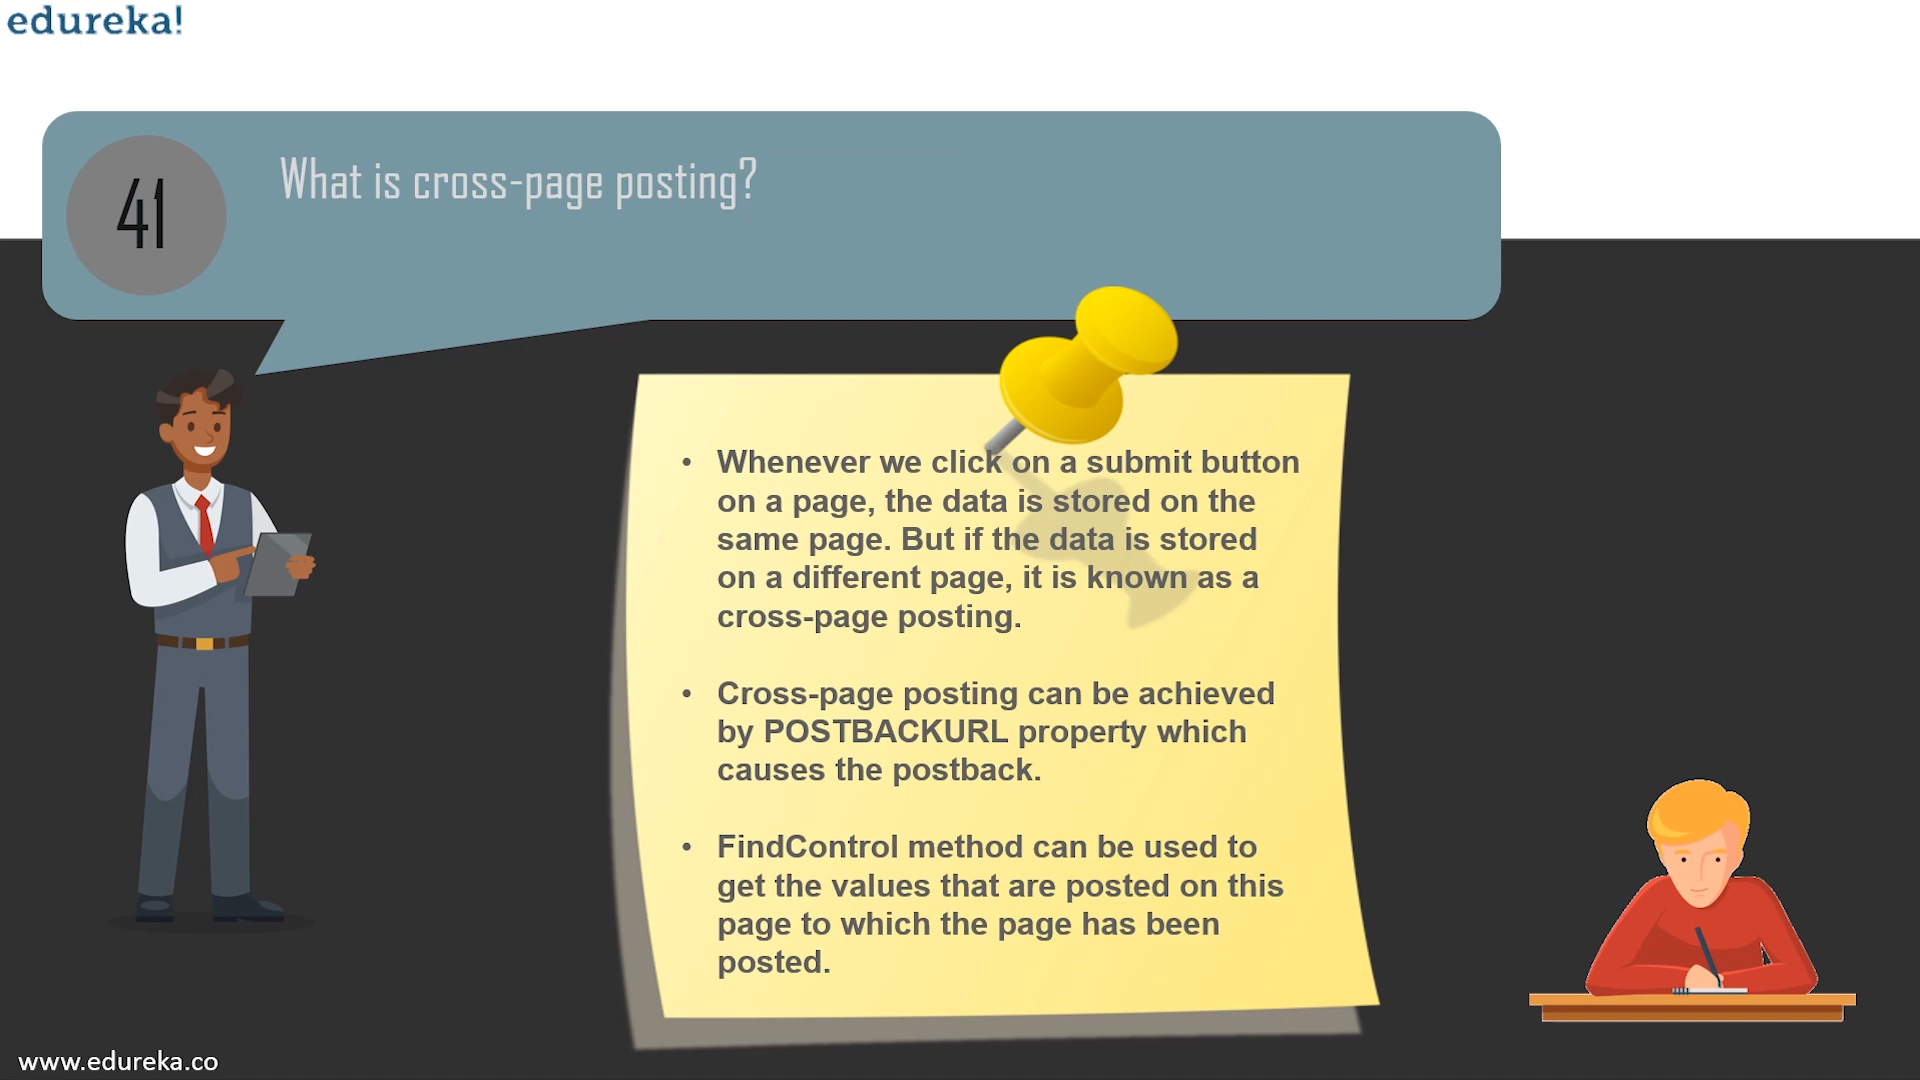 edureka!
41
What is cross-page posting?
• Whenever we click on a submit button
on a page, the data is stored on the
same page. But if the data is stored
on a different page, it is known as a
cross-page posting.
• Cross-page posting can be achieved
by POSTBACKURL property which
causes the postback.
• FindControl method can be used to
get the values that are posted on this
page to which the page has been
posted.
www.edureka.co